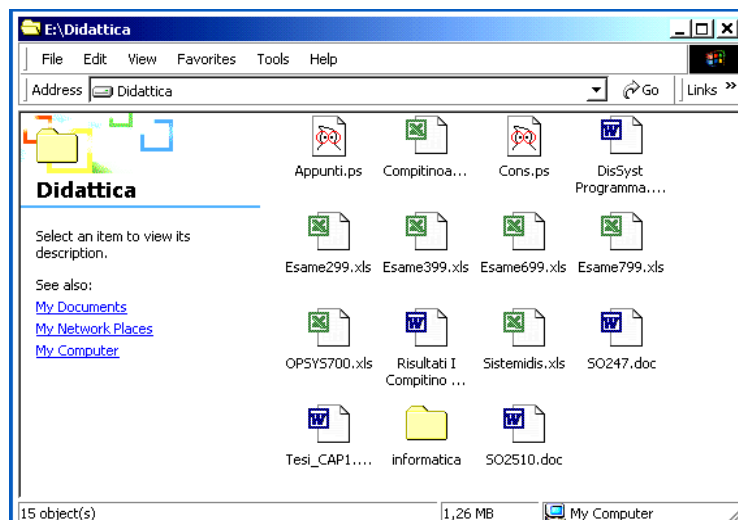 E:\Didattica
File Edit View Favorites Tools Help
Address Didattica Go Links »
Didattica
Select an item to view its
description.
See also:
My Documents
My Network Places
My Computer
Appunti.ps Compitinoa... Cons.ps DisSyst
Programma....
Esame299.xls Esame399.xls Esame699.xls Esame799.xls
OPSYS700.xls Risultati I Sistemidis.xls SO247.doc
Compitino ...
Tesi_CAP1.... informatica SO2510.doc
15 object(s) 1,26 MB My Computer